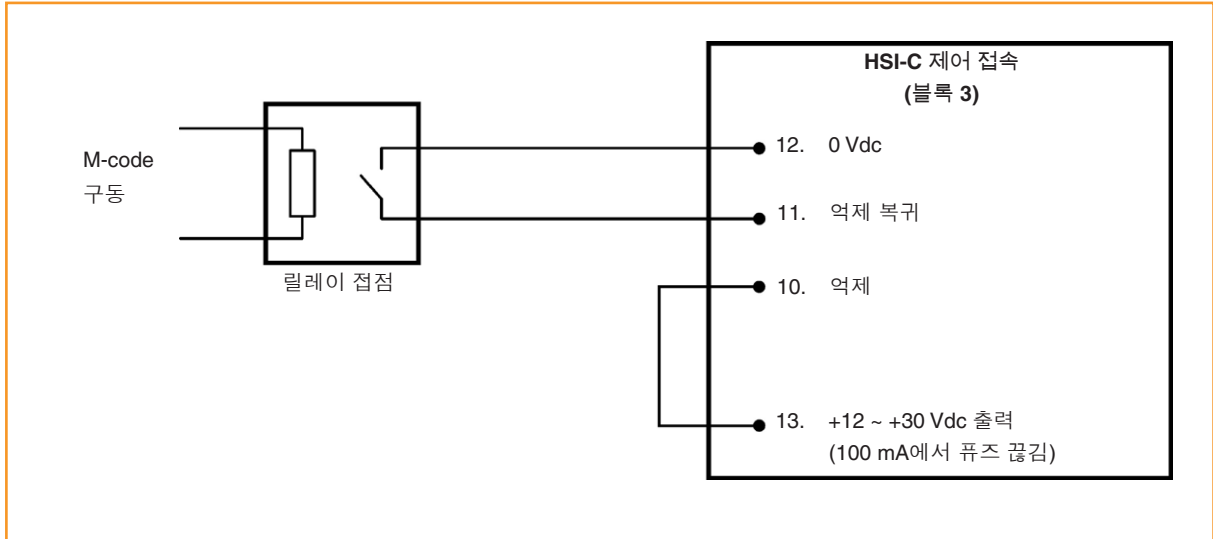 HSI-C 제어 접속
(블록 3)
M-code
구동
릴레이 접점
12. 0 Vdc
11. 억제 복귀
10. 억제
13. +12 ~ +30 Vdc 출력
(100 mA에서 퓨즈 끊김)